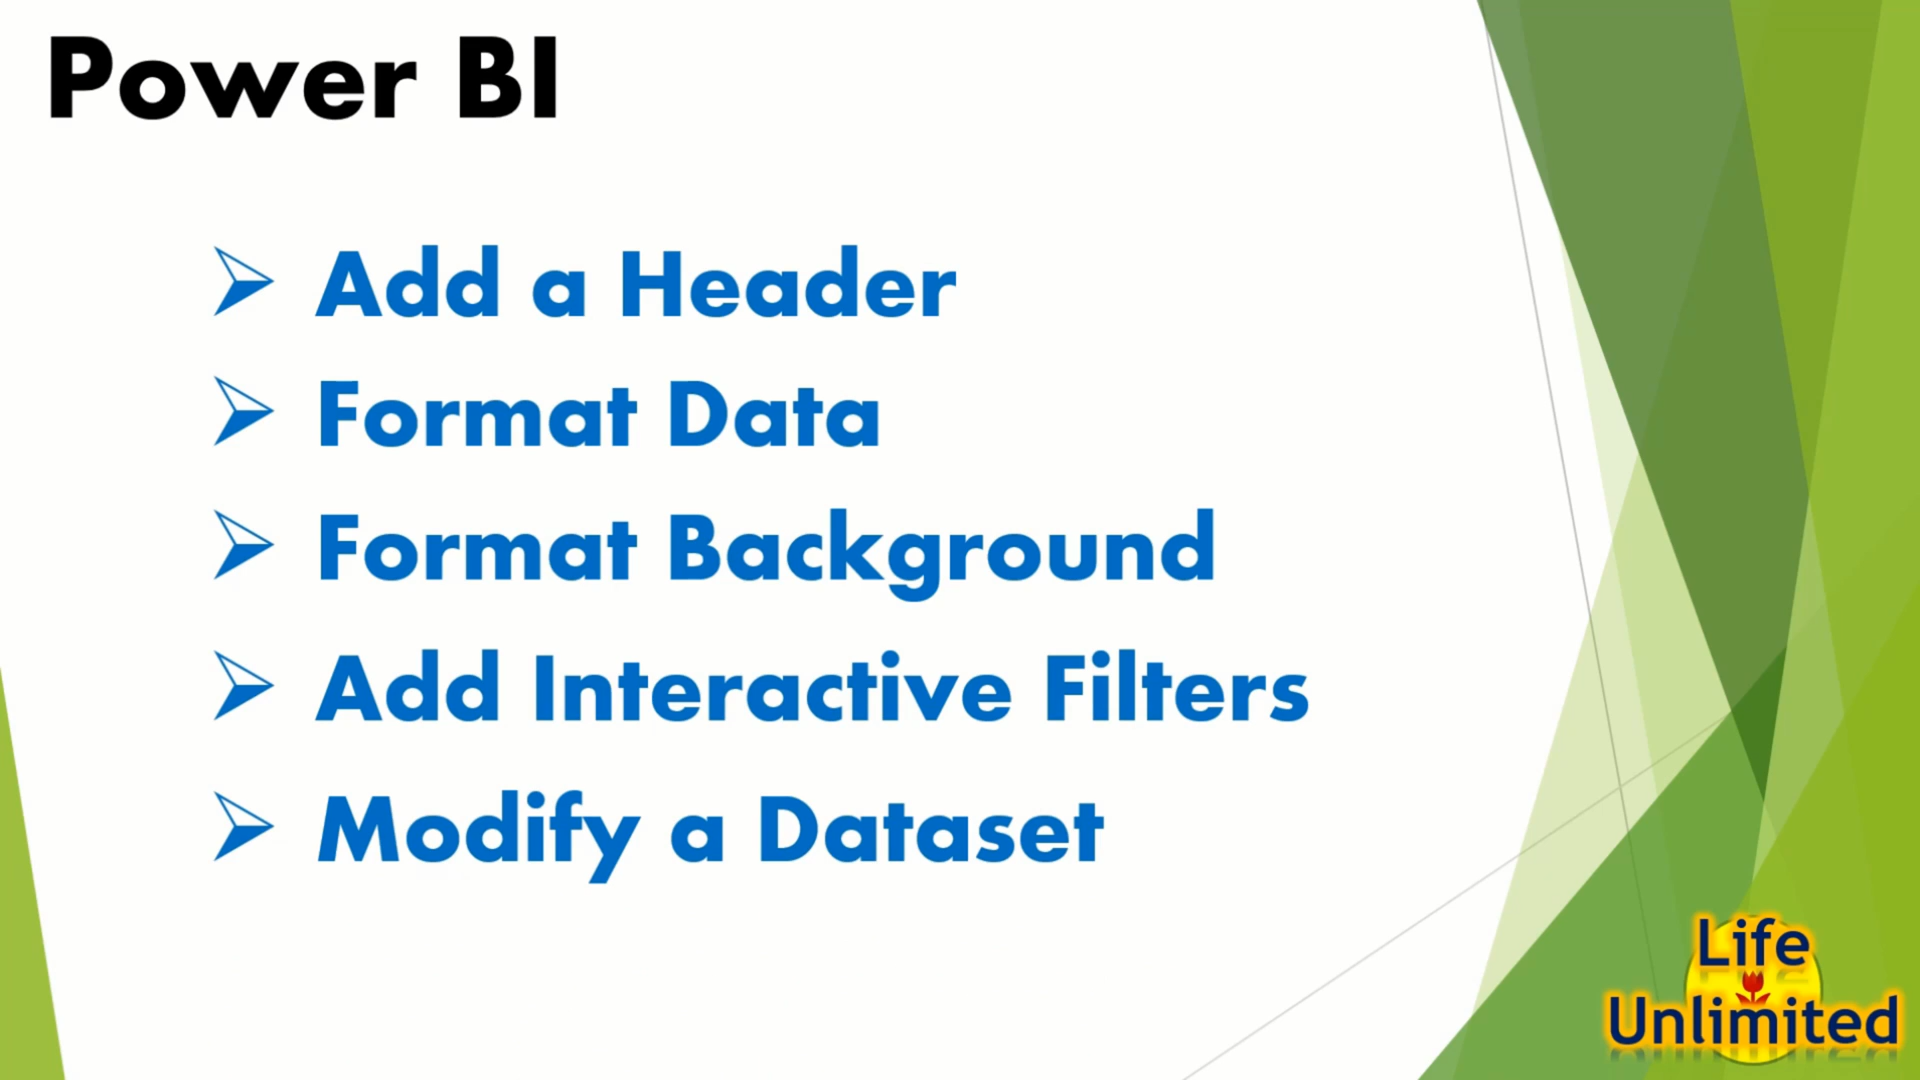 Power BI
Add a Header
Format Data
Format Background
Add Interactive Filters
Modify a Dataset
Life
Unlimited